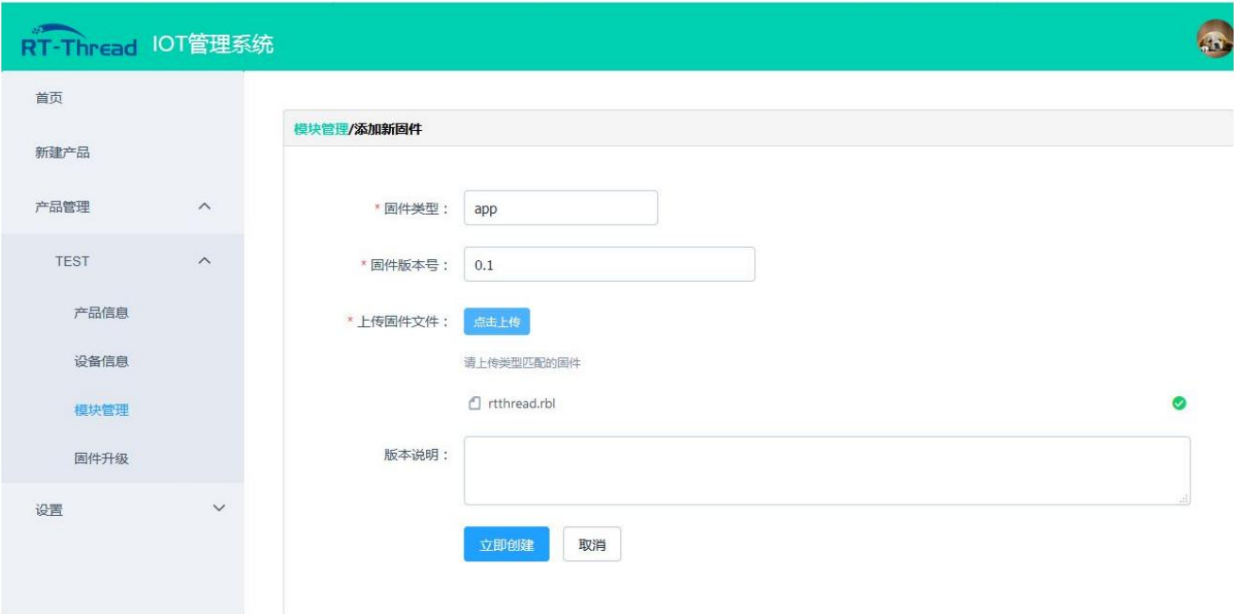 RT-Thread IOT管理系统
首页
新建产品
产品管理
TEST
产品信息
设备信息
模块管理
固件升级
设置
模块管理/添加新固件
* 固件类型： app
* 固件版本号： 0.1
* 上传固件文件： 点击上传
请上传类型匹配的固件
rtthread.rbl
版本说明：
立即创建 取消